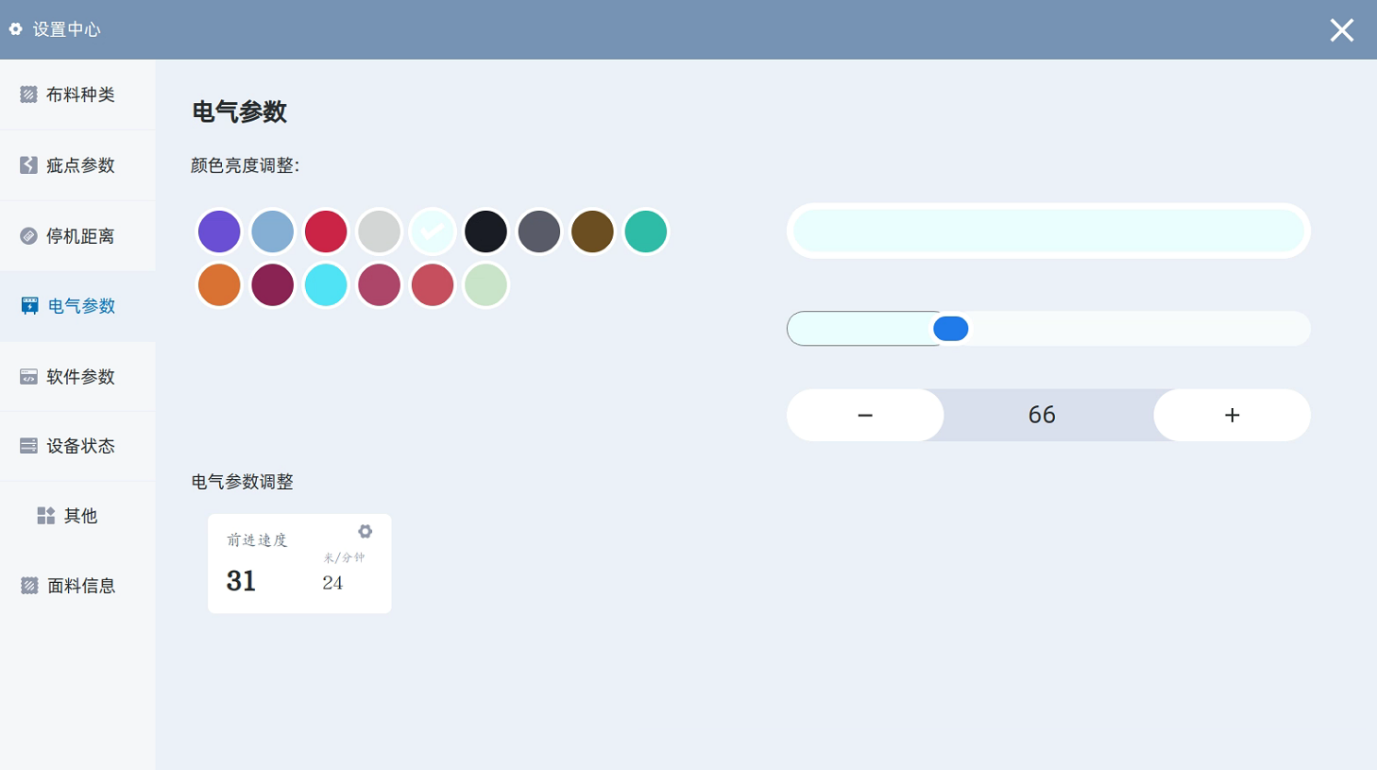 设置中心
布料种类
疵点参数
停机距离
电气参数
软件参数
设备状态
其他
面料信息
电气参数
颜色亮度调整：
−
66
+
电气参数调整
前进速度
米/分钟
31
24